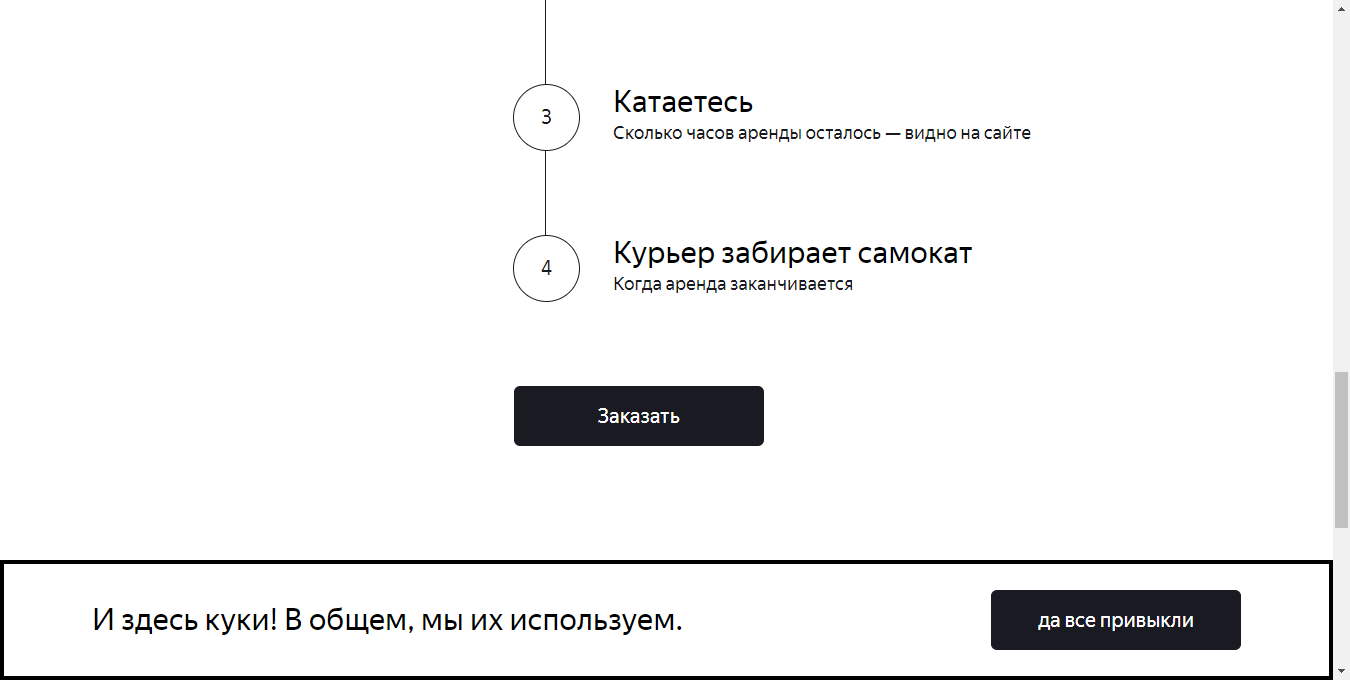 3
Катаетесь
Сколько часов аренды осталось — видно на сайте
4
Курьер забирает самокат
Когда аренда заканчивается
Заказать
И здесь куки! В общем, мы их используем.
да все привыкли